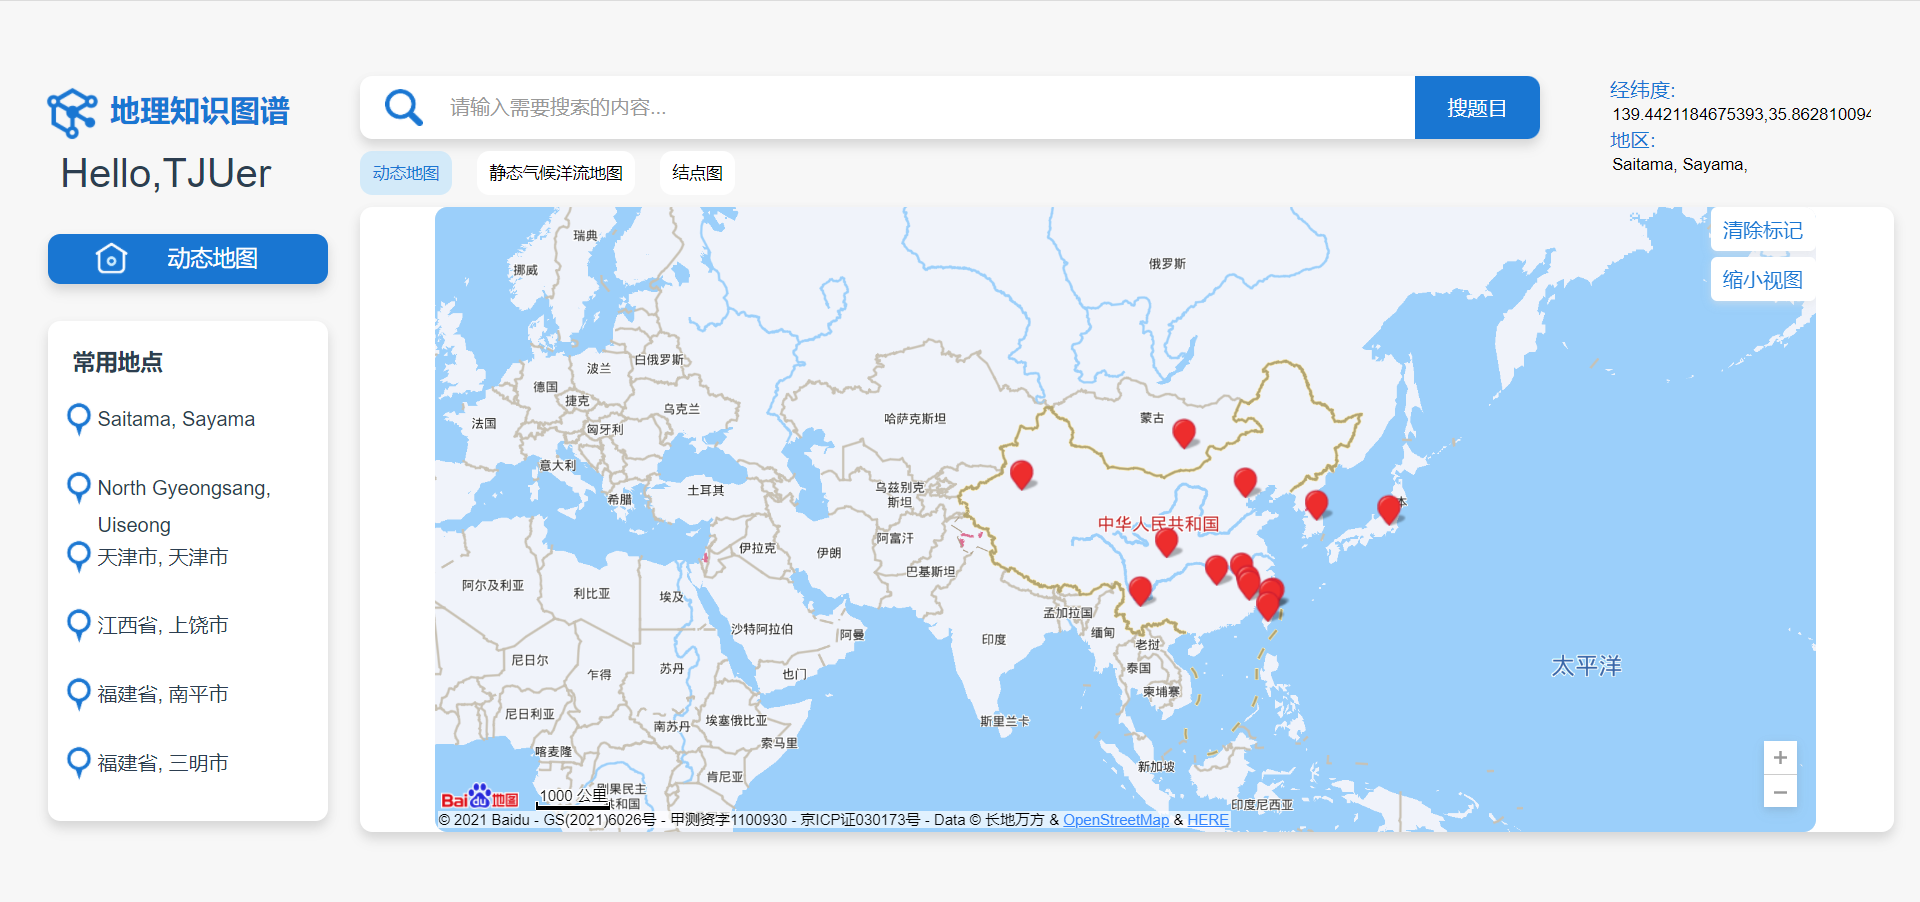 地理知识图谱
Hello,TJUer
请输入需要搜索的内容...
搜题目
经纬度:
139.4421184675393,35.862810094
地区:
Saitama, Sayama,
动态地图
静态气候洋流地图
结点图
动态地图
常用地点
Saitama, Sayama
North Gyeongsang,
Uiseong
天津市, 天津市
江西省, 上饶市
福建省, 南平市
福建省, 三明市
清除标记
缩小视图
瑞典
挪威
俄罗斯
白俄罗斯
波兰
德国
捷克
乌克兰
法国
匈牙利
哈萨克斯坦
蒙古
意大利
希腊
土耳其
乌兹别克
斯坦
本
中华人民共和国
伊拉克
伊朗
阿富汗
巴基斯坦
阿尔及利亚
利比亚
埃及
沙特阿拉伯
阿曼
孟加拉国
印度
缅甸
老挝
泰国
柬埔寨
尼日尔
乍得
苏丹
也门
太平洋
尼日利亚
南苏丹
埃塞俄比亚
斯里兰卡
索马里
喀麦隆
肯尼亚
新加坡
刚果民主
共和国
印度尼西亚
Bai du 地图
1000 公里
© 2021 Baidu - GS(2021)6026号 - 甲测资字1100930 - 京ICP证030173号 - Data © 长地万方 & OpenStreetMap & HERE
+
−